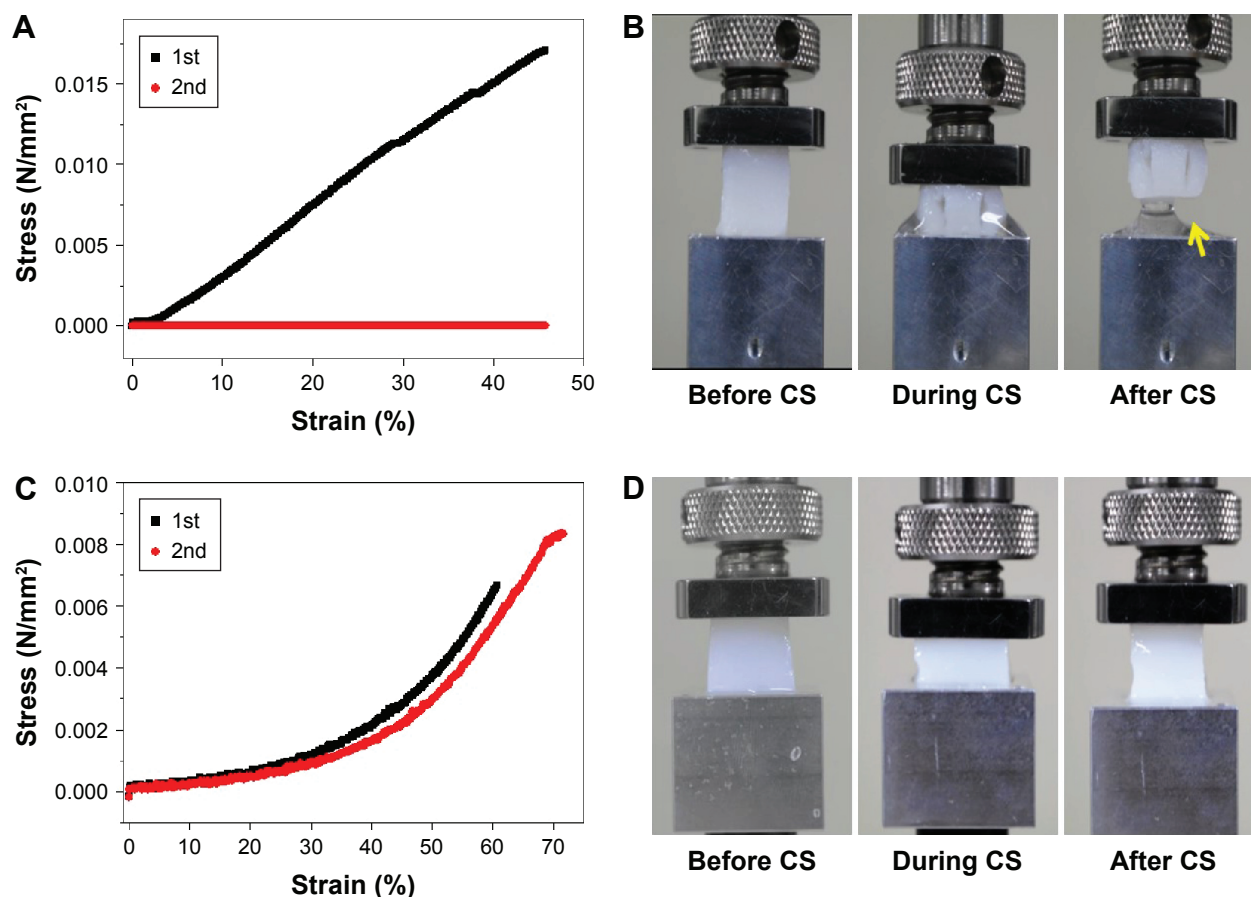 A
1st
2nd
0.015
0.010
0.005
0.000
Stress (N/mm²)
0
10
20
30
40
50
Strain (%)
B
Before CS
During CS
After CS
C
0.010
1st
2nd
0.008
0.006
0.004
0.002
0.000
Stress (N/mm²)
0
10
20
30
40
50
60
70
Strain (%)
D
Before CS
During CS
After CS